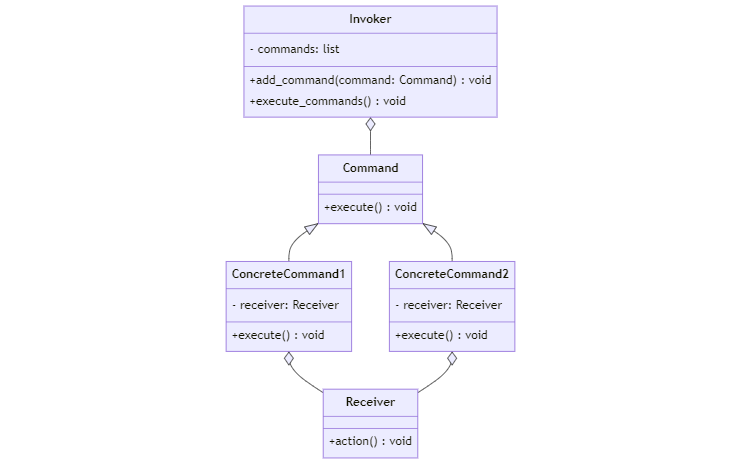 Invoker
- commands: list
+add_command(command: Command) : void
+execute_commands() : void
Command
+execute() : void
ConcreteCommand1
- receiver: Receiver
+execute() : void
ConcreteCommand2
- receiver: Receiver
+execute() : void
Receiver
+action() : void